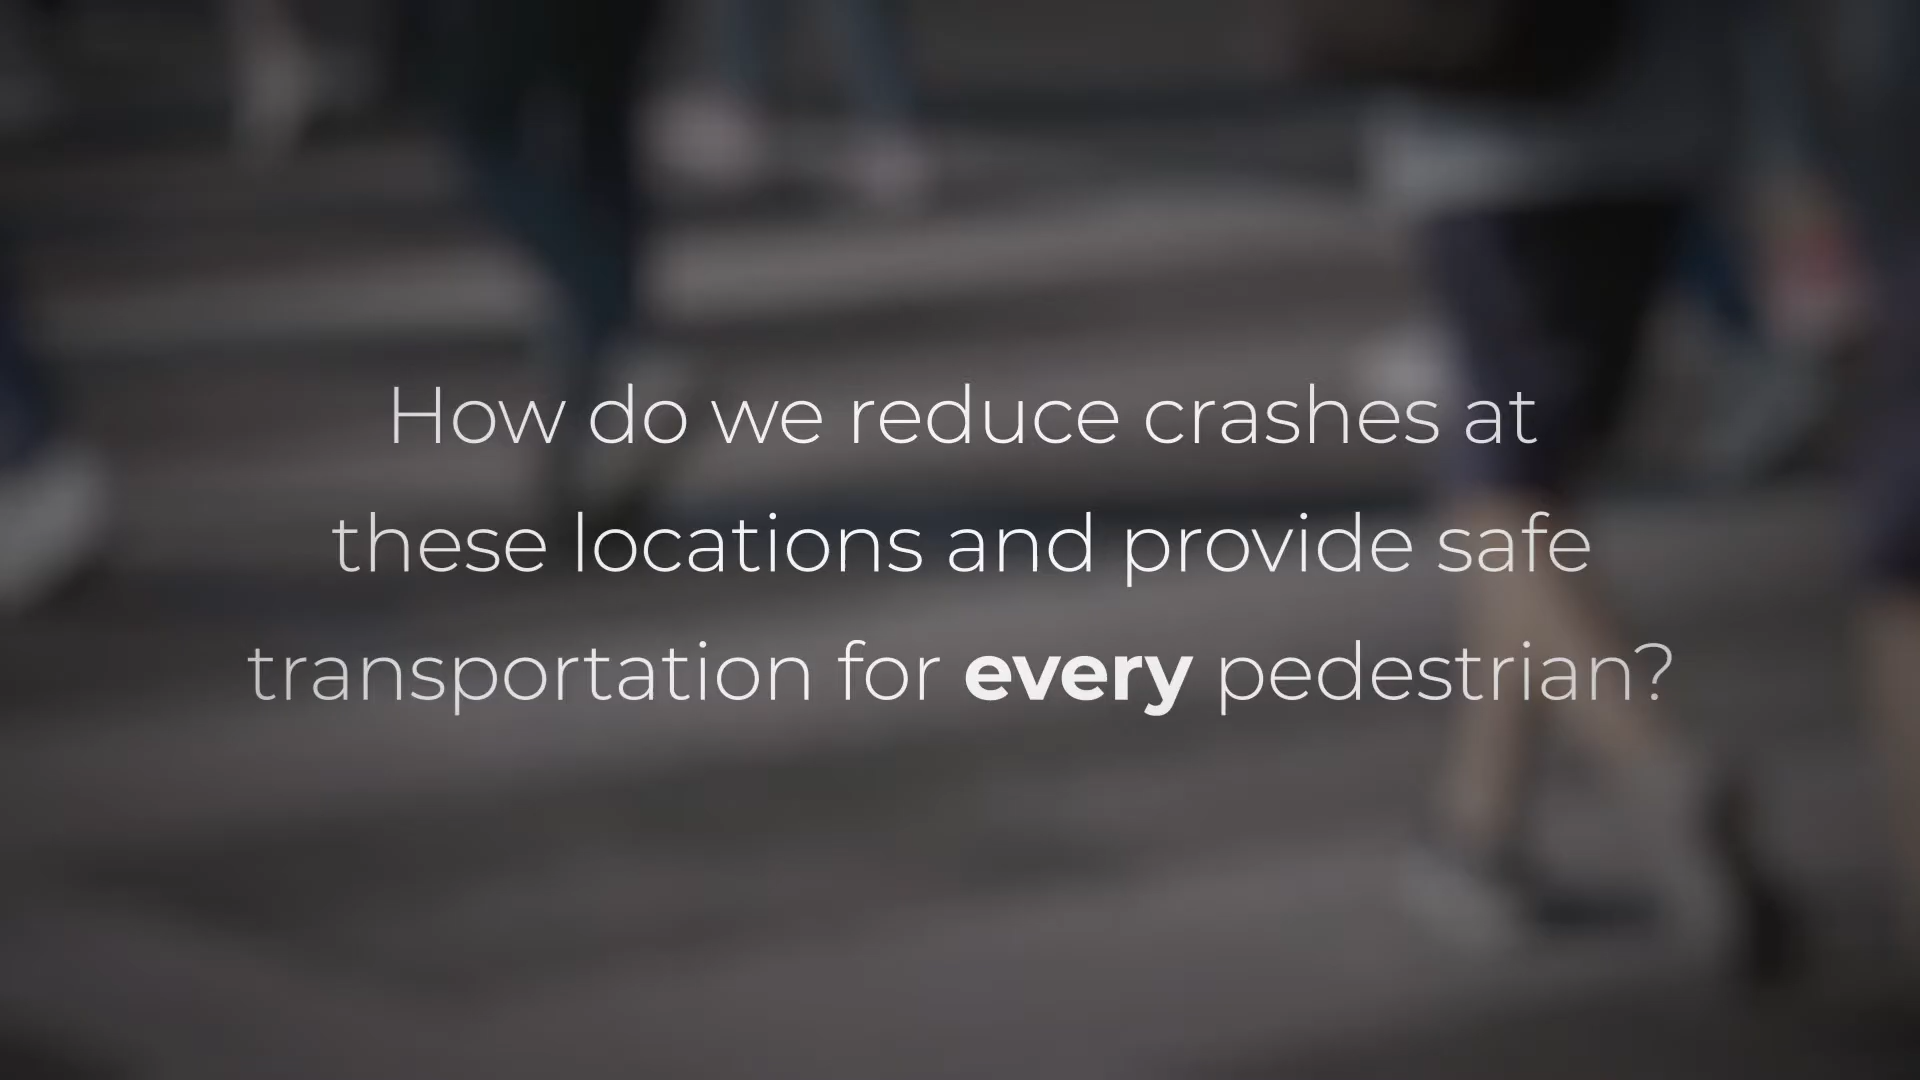 How do we reduce crashes at
these locations and provide safe
transportation for every pedestrian?